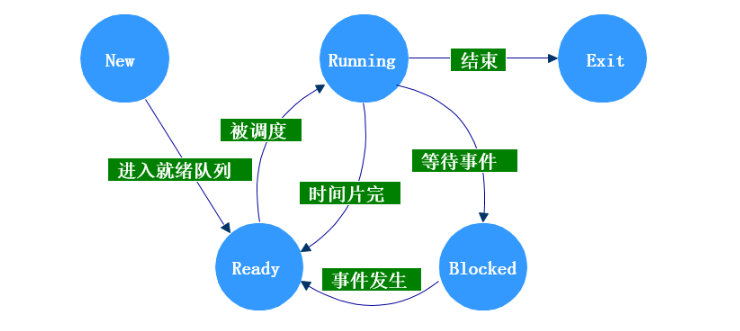 New
Running
结束
Exit
被调度
进入就绪队列
等待事件
时间片完
Ready
Blocked
事件发生